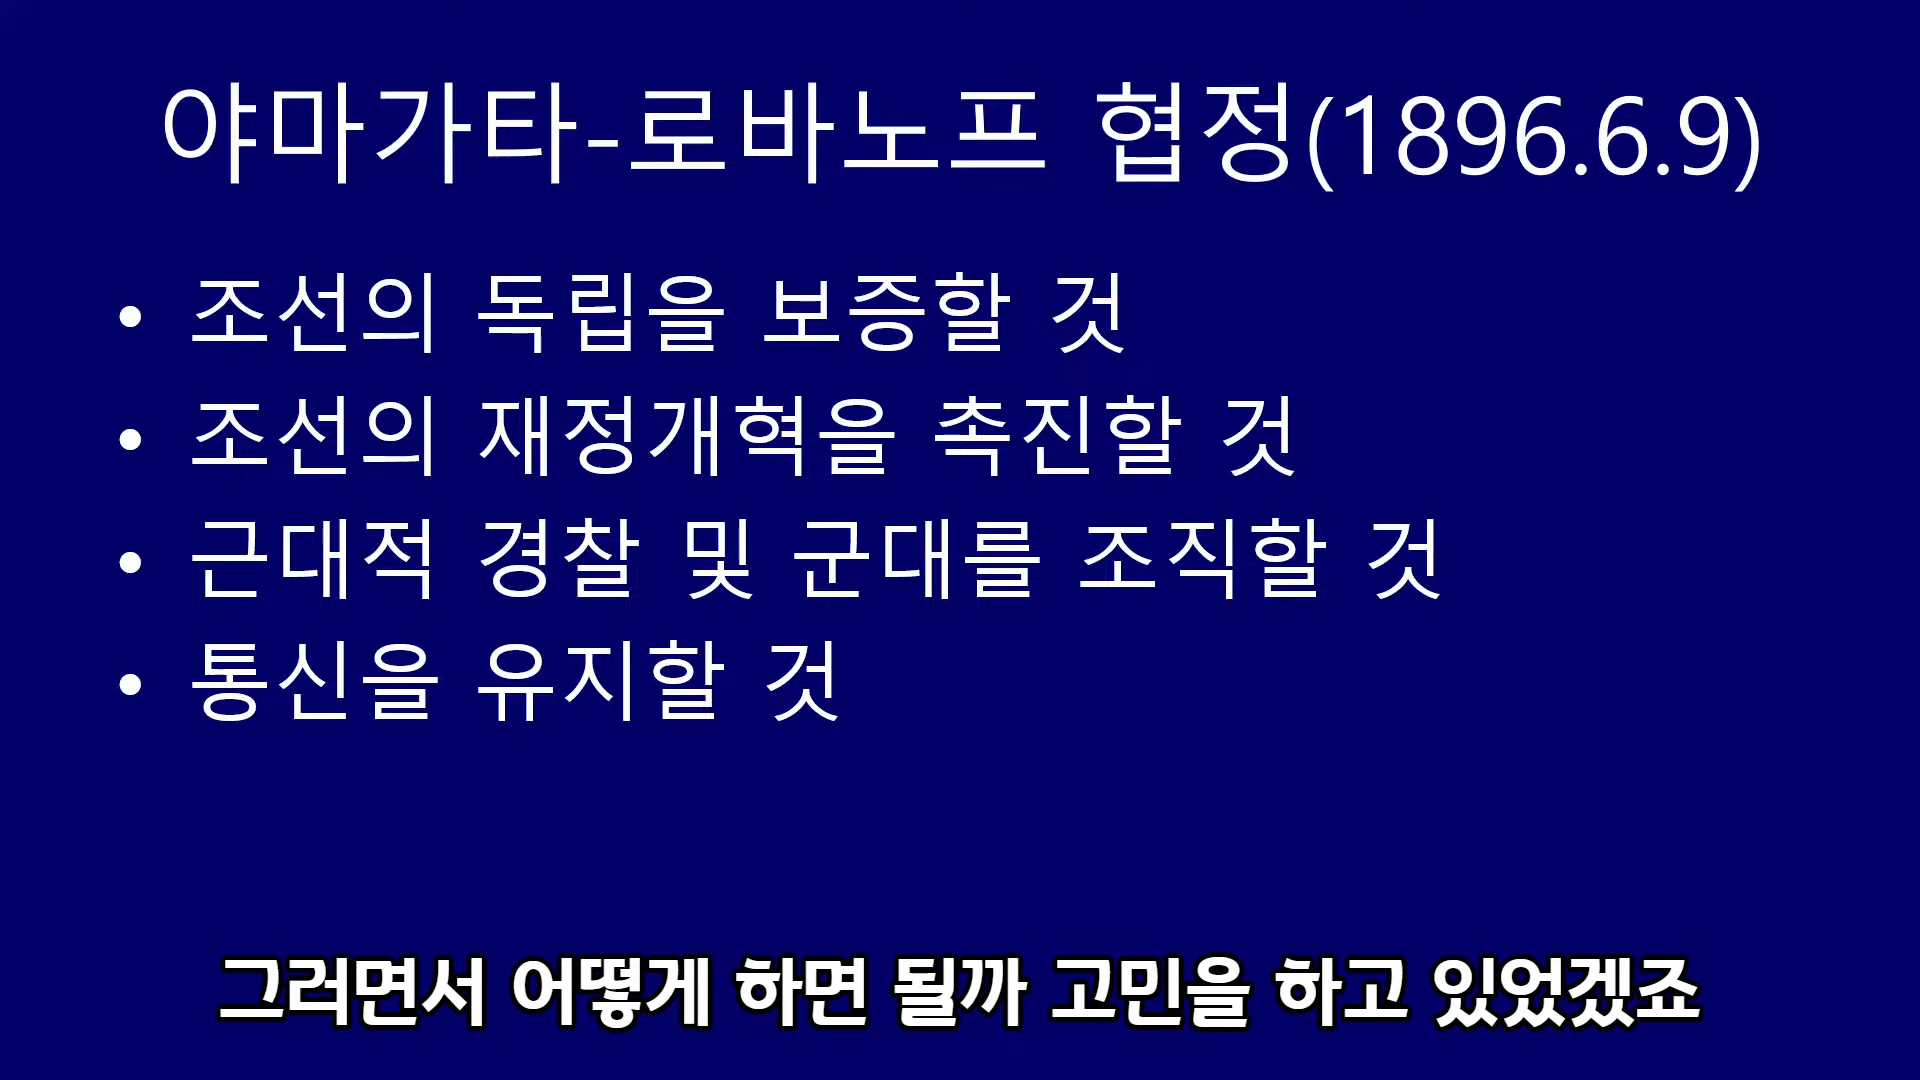 야마가타-로바노프 협정(1896.6.9)
• 조선의 독립을 보증할 것
• 조선의 재정개혁을 촉진할 것
• 근대적 경찰 및 군대를 조직할 것
• 통신을 유지할 것
그러면서 어떻게 하면 될까 고민을 하고 있었겠죠